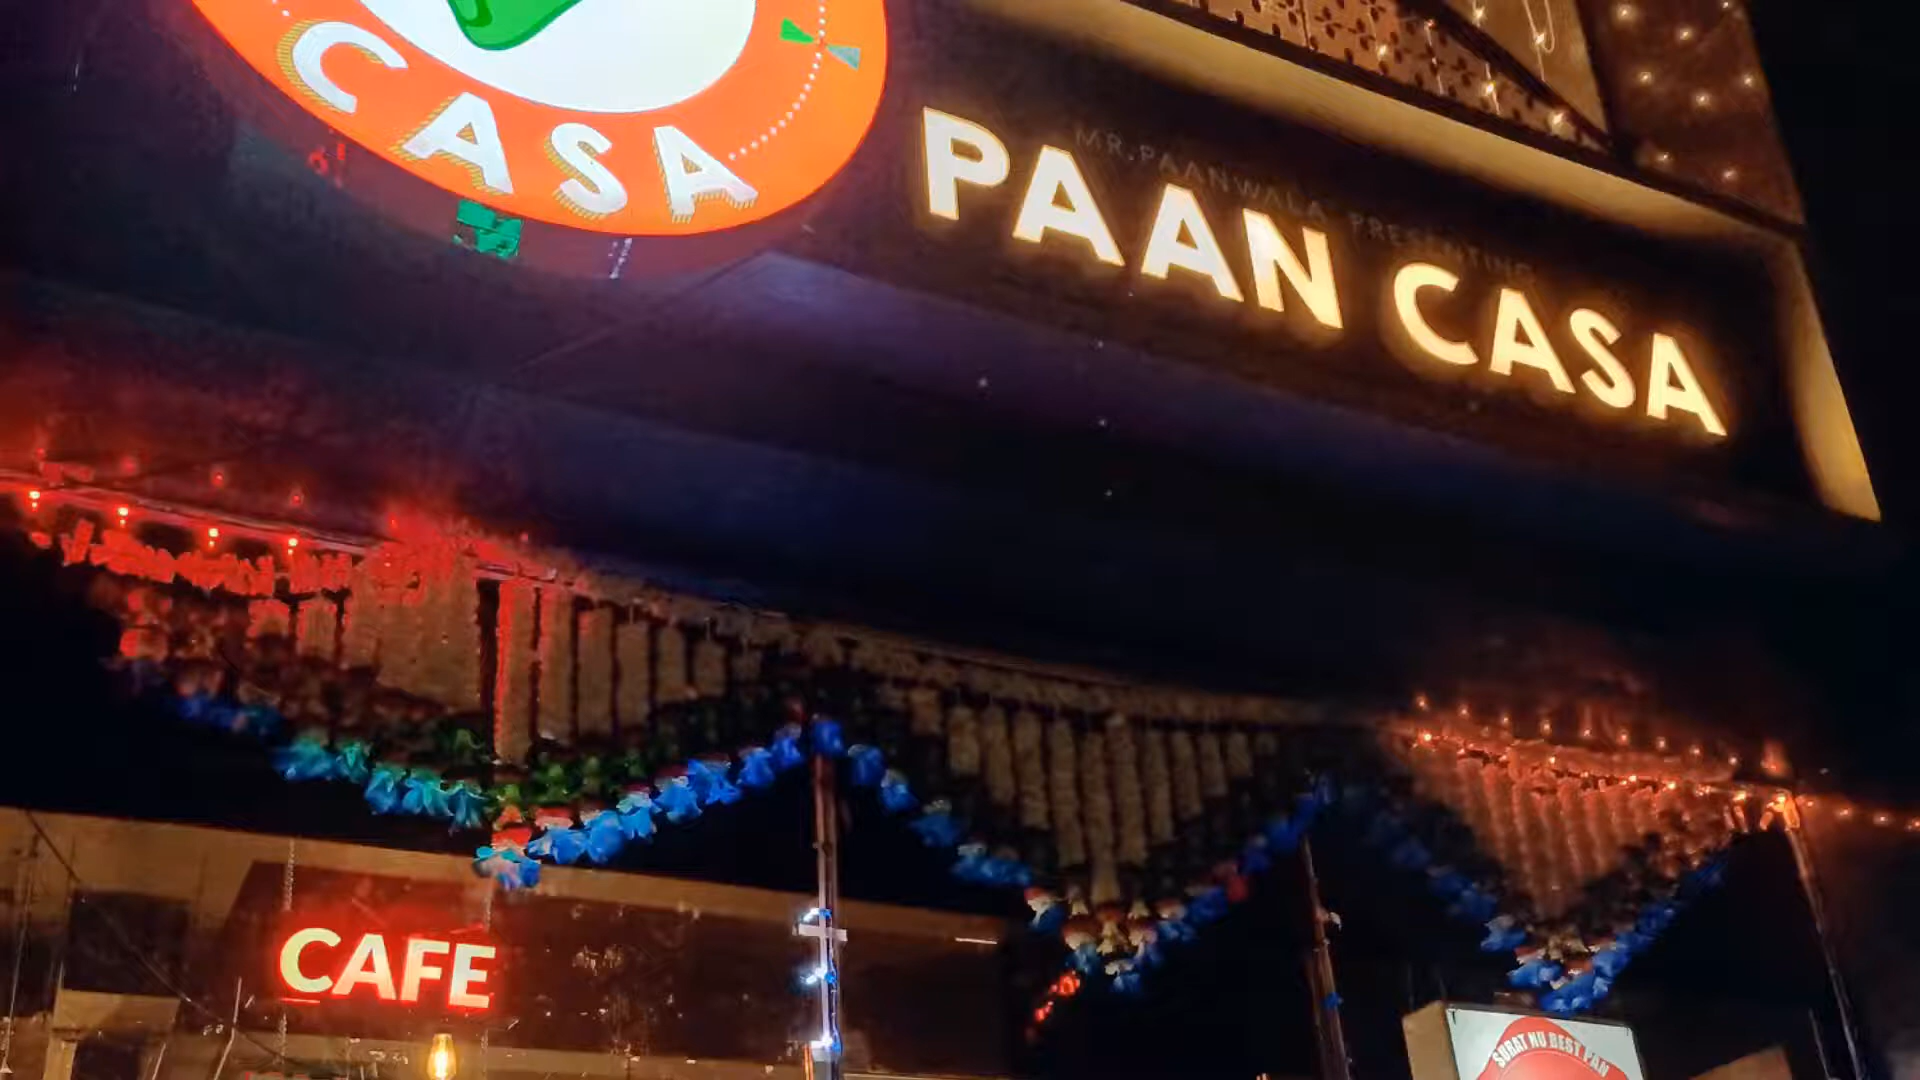 CASA
MR.PAANWALA PRESENTING
PAAN CASA
CAFE
SURAT NU BEST PAN